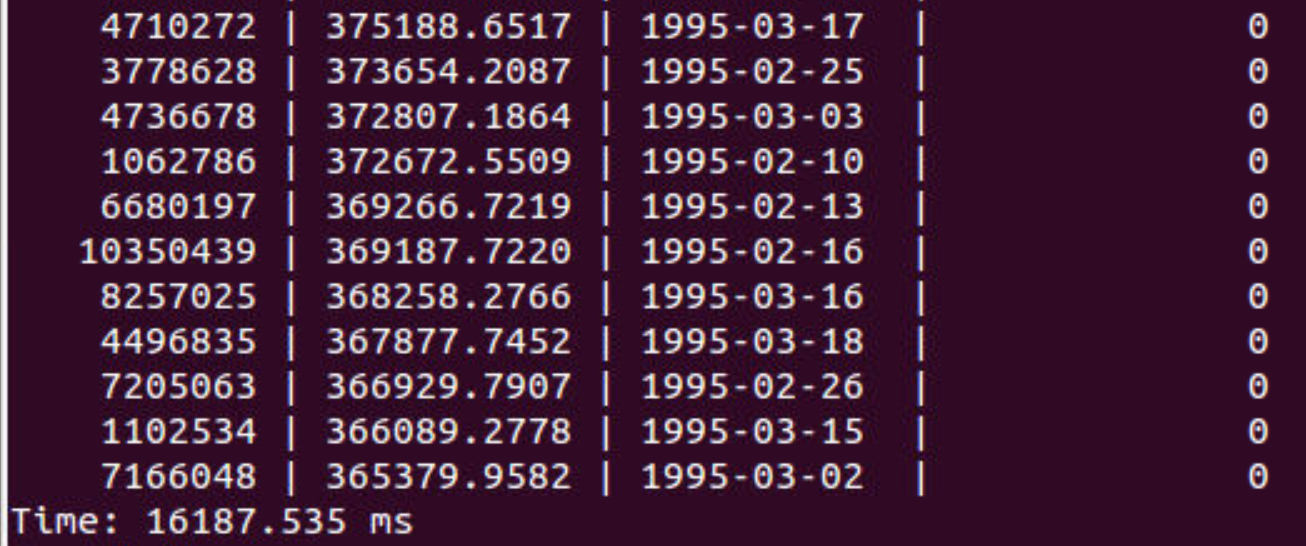 4710272 | 375188.6517 | 1995-03-17 | 0
3778628 | 373654.2087 | 1995-02-25 | 0
4736678 | 372807.1864 | 1995-03-03 | 0
1062786 | 372672.5509 | 1995-02-10 | 0
6680197 | 369266.7219 | 1995-02-13 | 0
10350439 | 369187.7220 | 1995-02-16 | 0
8257025 | 368258.2766 | 1995-03-16 | 0
4496835 | 367877.7452 | 1995-03-18 | 0
7205063 | 366929.7907 | 1995-02-26 | 0
1102534 | 366089.2778 | 1995-03-15 | 0
7166048 | 365379.9582 | 1995-03-02 | 0
Time: 16187.535 ms